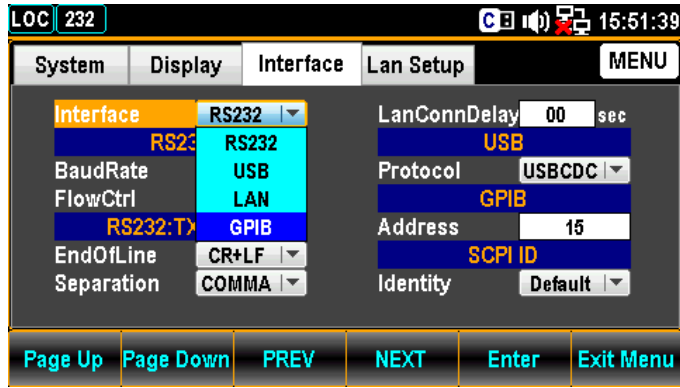 LOC 232 C 15:51:39
System Display Interface Lan Setup MENU
Interface RS232
RS232
USB
LAN
GPIB
RS23
BaudRate
FlowCtrl
RS232:TX
EndOfLine CR+LF
Separation COMMA
LanConnDelay 00 sec
USB
Protocol USBCDC
GPIB
Address 15
SCPI ID
Identity Default
Page Up Page Down PREV NEXT Enter Exit Menu